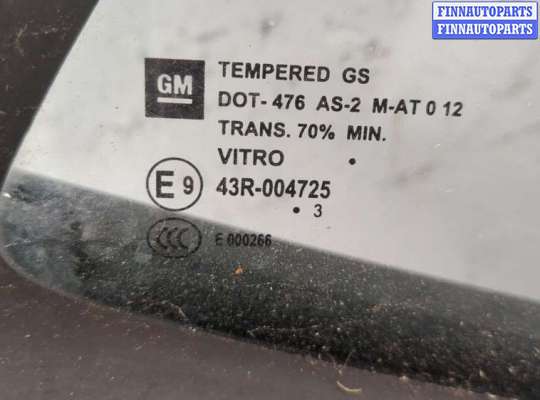 FINNAUTOPARTS
FINNAUTOPARTS
GM
TEMPERED GS
DOT- 476 AS-2 M-AT 0 12
TRANS. 70% MIN.
VITRO •
E 9 43R-004725
• 3
CCC E 000266